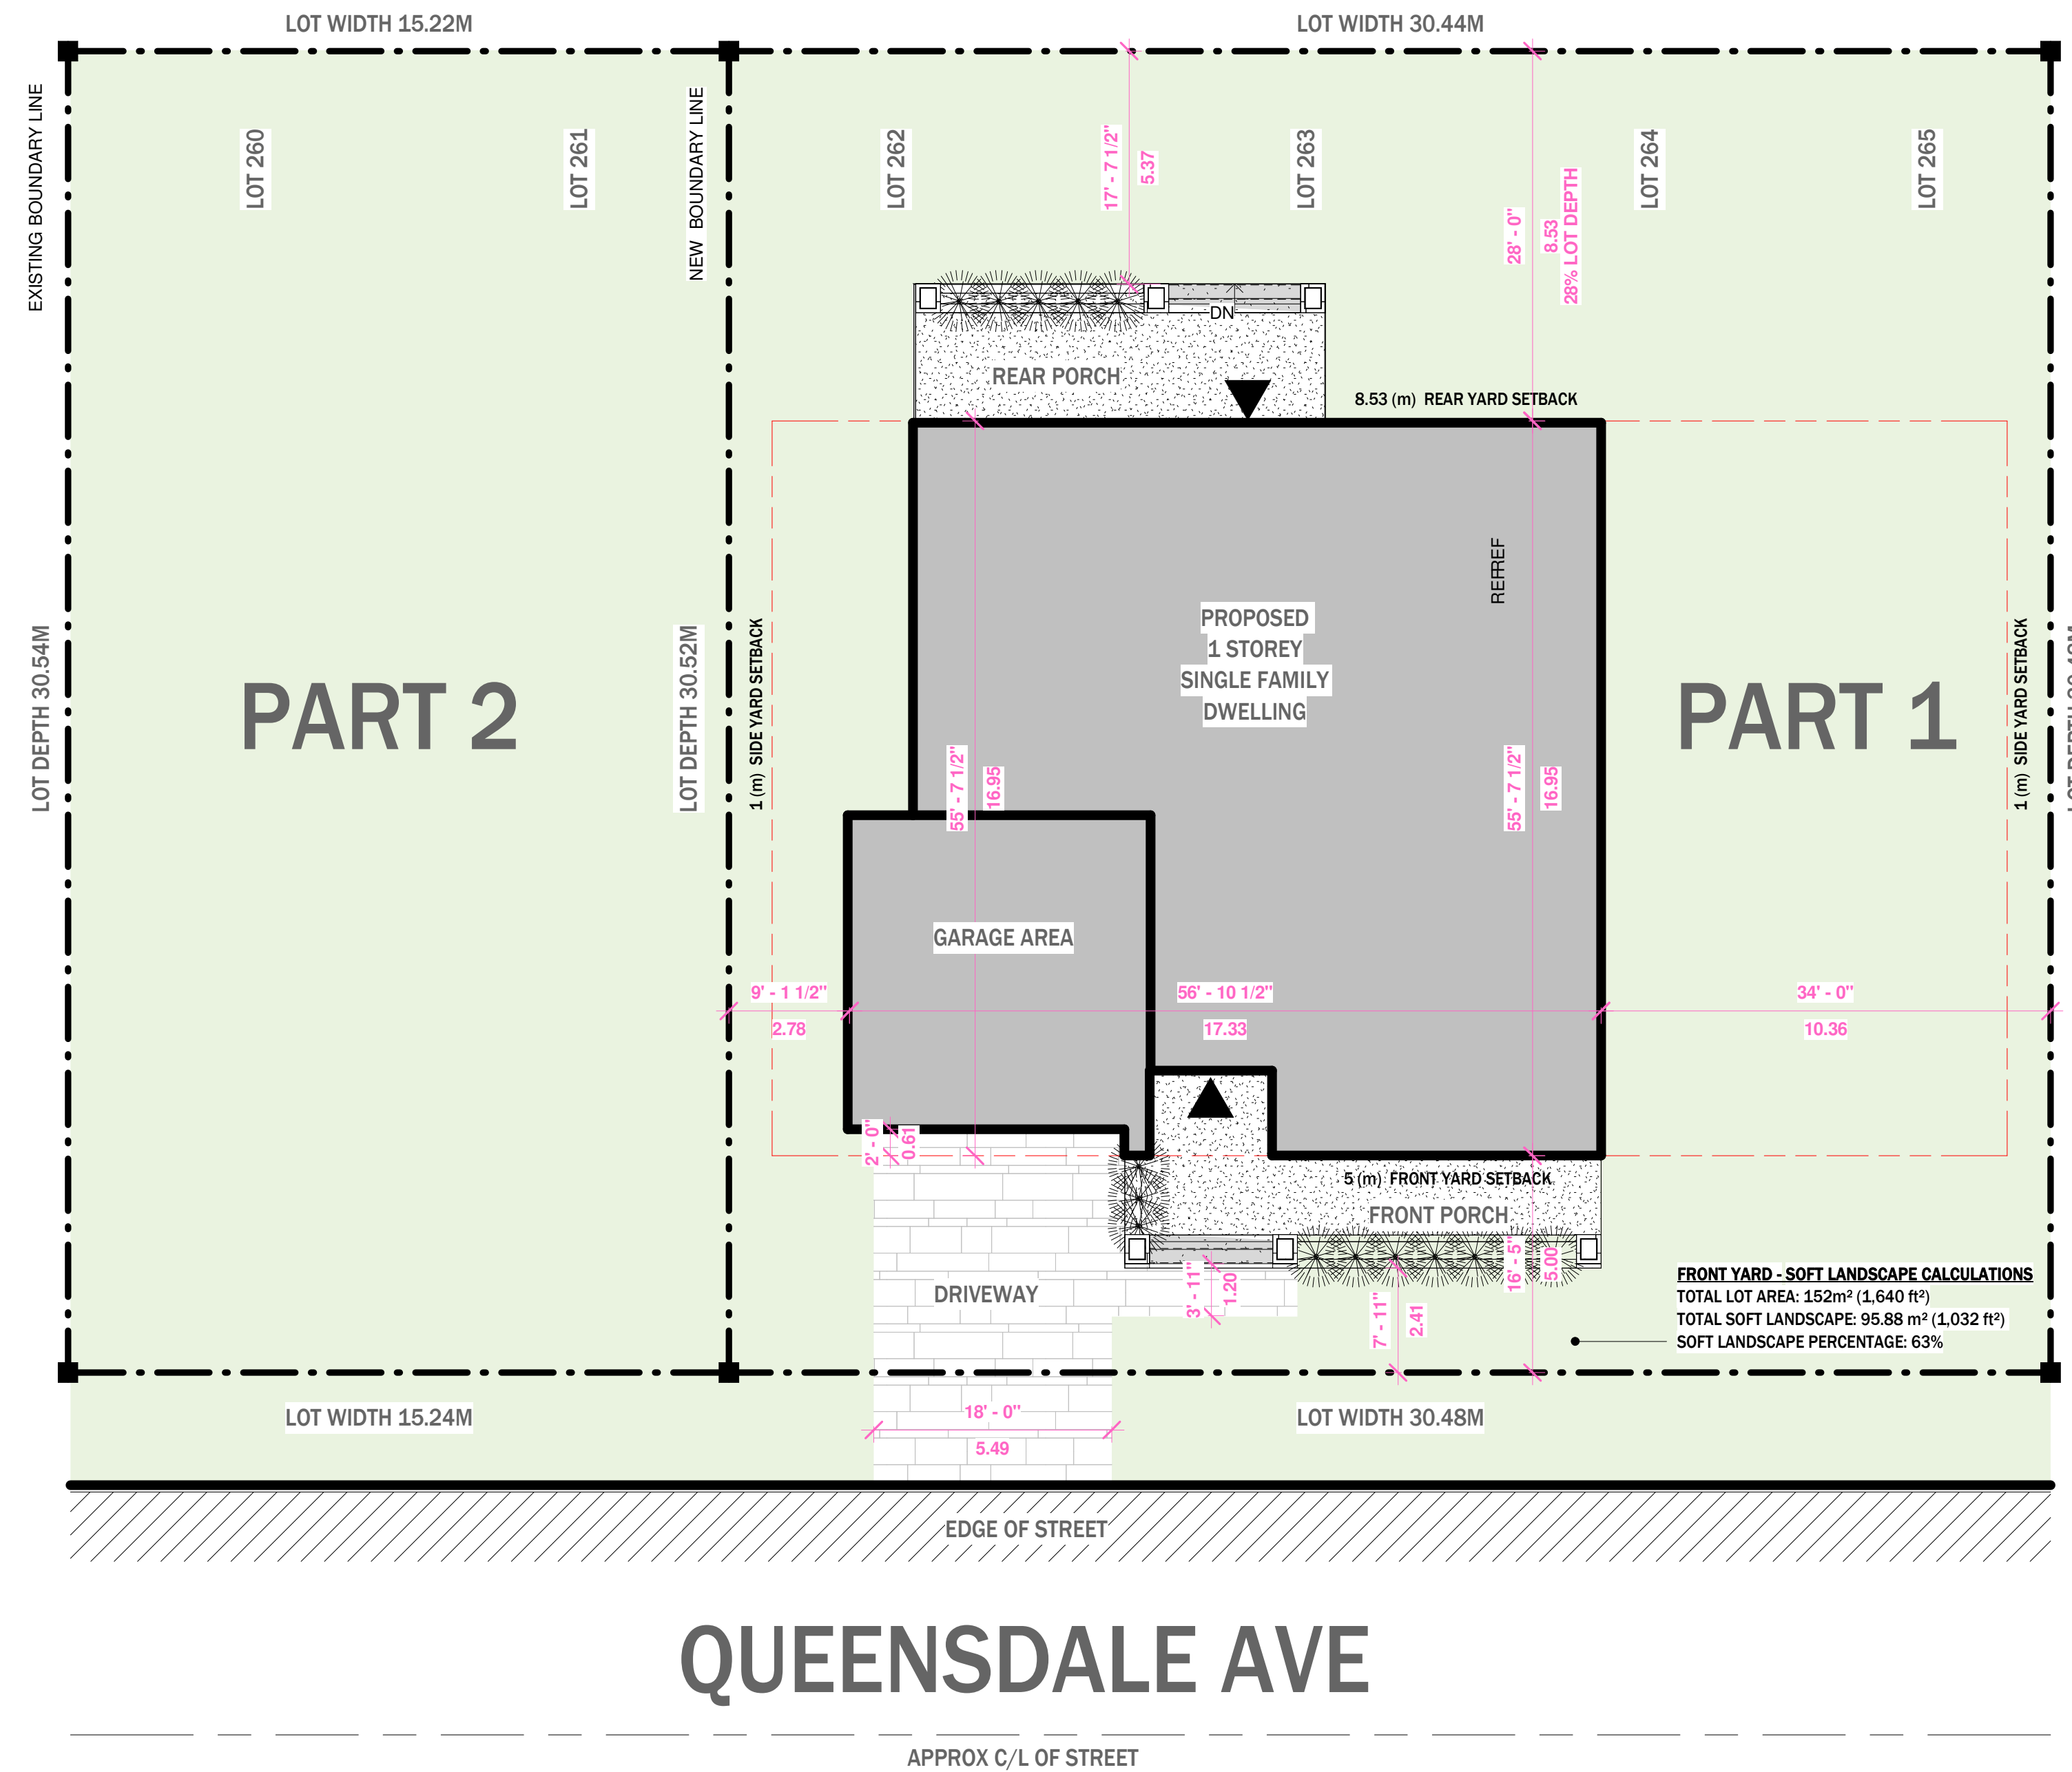 LOT WIDTH 15.22M
LOT WIDTH 30.44M
EXISTING BOUNDARY LINE
LOT 260
LOT 261
NEW BOUNDARY LINE
LOT 262
17' - 7 1/2"
5.37
LOT 263
28' - 0"
8.53
28% LOT DEPTH
LOT 264
LOT 265
DN
REAR PORCH
8.53 (m) REAR YARD SETBACK
REFREF
PROPOSED
1 STOREY
SINGLE FAMILY
DWELLING
LOT DEPTH 30.54M
PART 2
LOT DEPTH 30.52M
1 (m) SIDE YARD SETBACK
55' - 7 1/2"
16.95
55' - 7 1/2"
16.95
PART 1
1 (m) SIDE YARD SETBACK
LOT DEPTH
GARAGE AREA
9' - 1 1/2"
2.78
56' - 10 1/2"
17.33
34' - 0"
10.36
2' - 0"
0.61
5 (m) FRONT YARD SETBACK
FRONT PORCH
DRIVEWAY
3' - 11"
1.20
7' - 11"
2.41
16' - 5"
5.00
FRONT YARD - SOFT LANDSCAPE CALCULATIONS
TOTAL LOT AREA: 152m² (1,640 ft²)
TOTAL SOFT LANDSCAPE: 95.88 m² (1,032 ft²)
SOFT LANDSCAPE PERCENTAGE: 63%
LOT WIDTH 15.24M
18' - 0"
5.49
LOT WIDTH 30.48M
EDGE OF STREET
QUEENSDALE AVE
APPROX C/L OF STREET